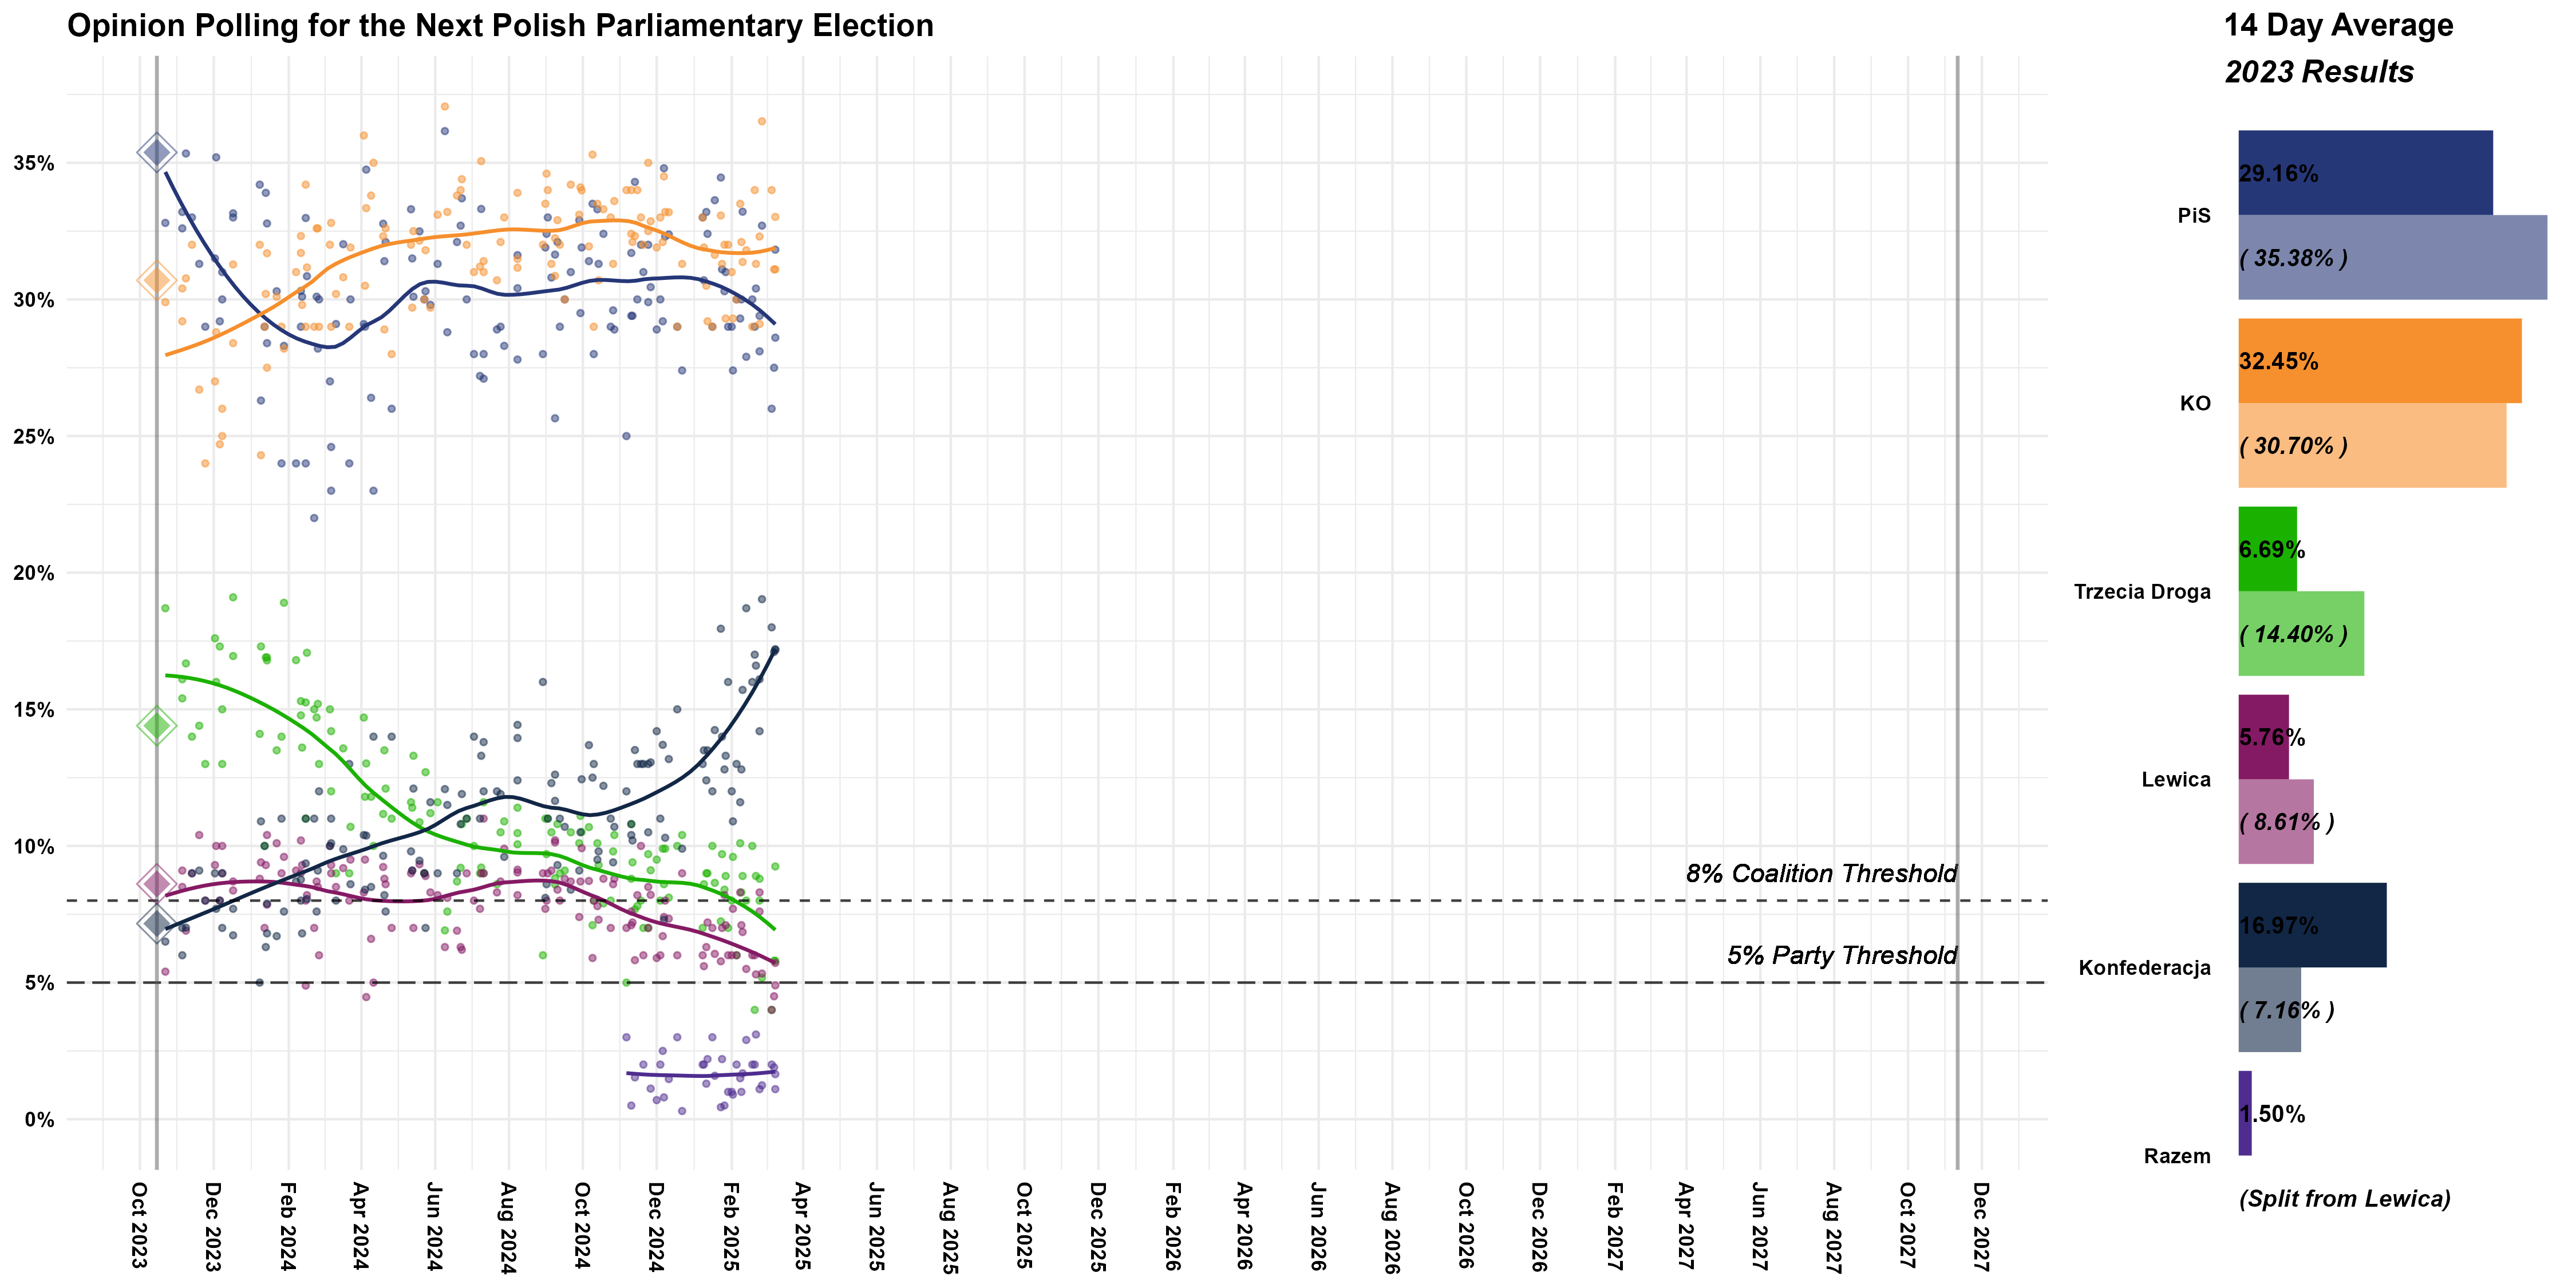 Opinion Polling for the Next Polish Parliamentary Election
35%
30%
25%
20%
15%
10%
5%
0%
8% Coalition Threshold
5% Party Threshold
Oct 2023
Dec 2023
Feb 2024
Apr 2024
Jun 2024
Aug 2024
Oct 2024
Dec 2024
Feb 2025
Apr 2025
Jun 2025
Aug 2025
Oct 2025
Dec 2025
Feb 2026
Apr 2026
Jun 2026
Aug 2026
Oct 2026
Dec 2026
Feb 2027
Apr 2027
Jun 2027
Aug 2027
Oct 2027
Dec 2027
14 Day Average
2023 Results
29.16%
PiS
( 35.38% )
32.45%
KO
( 30.70% )
6.69%
Trzecia Droga
( 14.40% )
5.76%
Lewica
( 8.61% )
16.97%
Konfederacja
( 7.16% )
1.50%
Razem
(Split from Lewica)